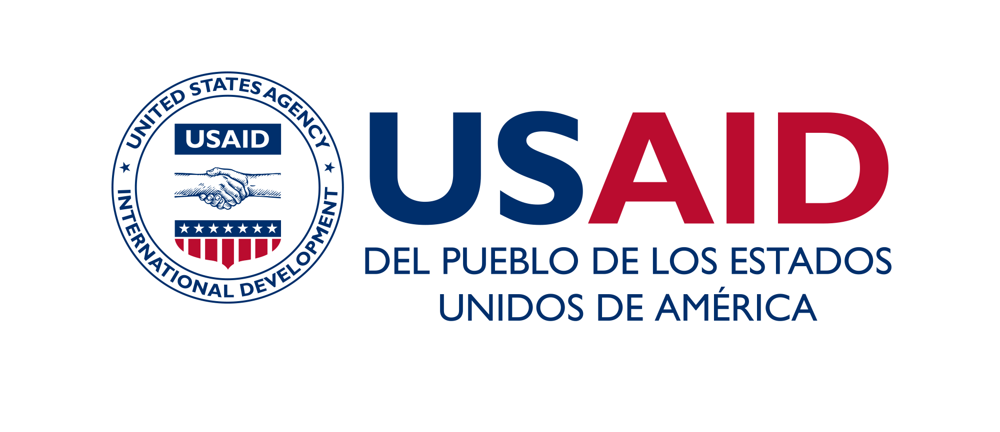 UNITED STATES AGENCY
INTERNATIONAL DEVELOPMENT
USAID
USAID
DEL PUEBLO DE LOS ESTADOS
UNIDOS DE AMÉRICA